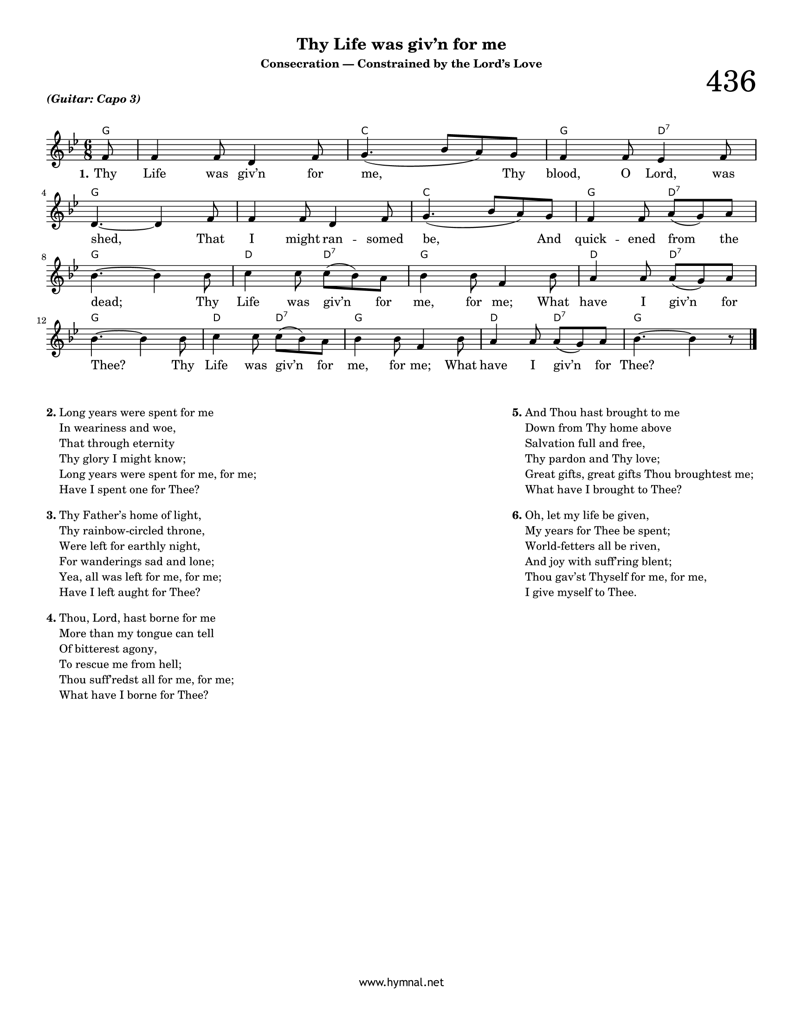 Thy Life was giv’n for me
Consecration — Constrained by the Lord’s Love
436
(Guitar: Capo 3)
G C G D7
1. Thy Life was giv’n for me, Thy blood, O Lord, was
4 G C G D7
shed, That I might ran - somed be, And quick - ened from the
8 G D D7 G D D7
dead; Thy Life was giv’n for me, for me; What have I giv’n for
12 G D D7 G D D7 G
Thee? Thy Life was giv’n for me, for me; What have I giv’n for Thee?
2. Long years were spent for me
In weariness and woe,
That through eternity
Thy glory I might know;
Long years were spent for me, for me;
Have I spent one for Thee?
3. Thy Father’s home of light,
Thy rainbow-circled throne,
Were left for earthly night,
For wanderings sad and lone;
Yea, all was left for me, for me;
Have I left aught for Thee?
4. Thou, Lord, hast borne for me
More than my tongue can tell
Of bitterest agony,
To rescue me from hell;
Thou suff’redst all for me, for me;
What have I borne for Thee?
5. And Thou hast brought to me
Down from Thy home above
Salvation full and free,
Thy pardon and Thy love;
Great gifts, great gifts Thou broughtest me;
What have I brought to Thee?
6. Oh, let my life be given,
My years for Thee be spent;
World-fetters all be riven,
And joy with suff’ring blent;
Thou gav’st Thyself for me, for me,
I give myself to Thee.
www.hymnal.net